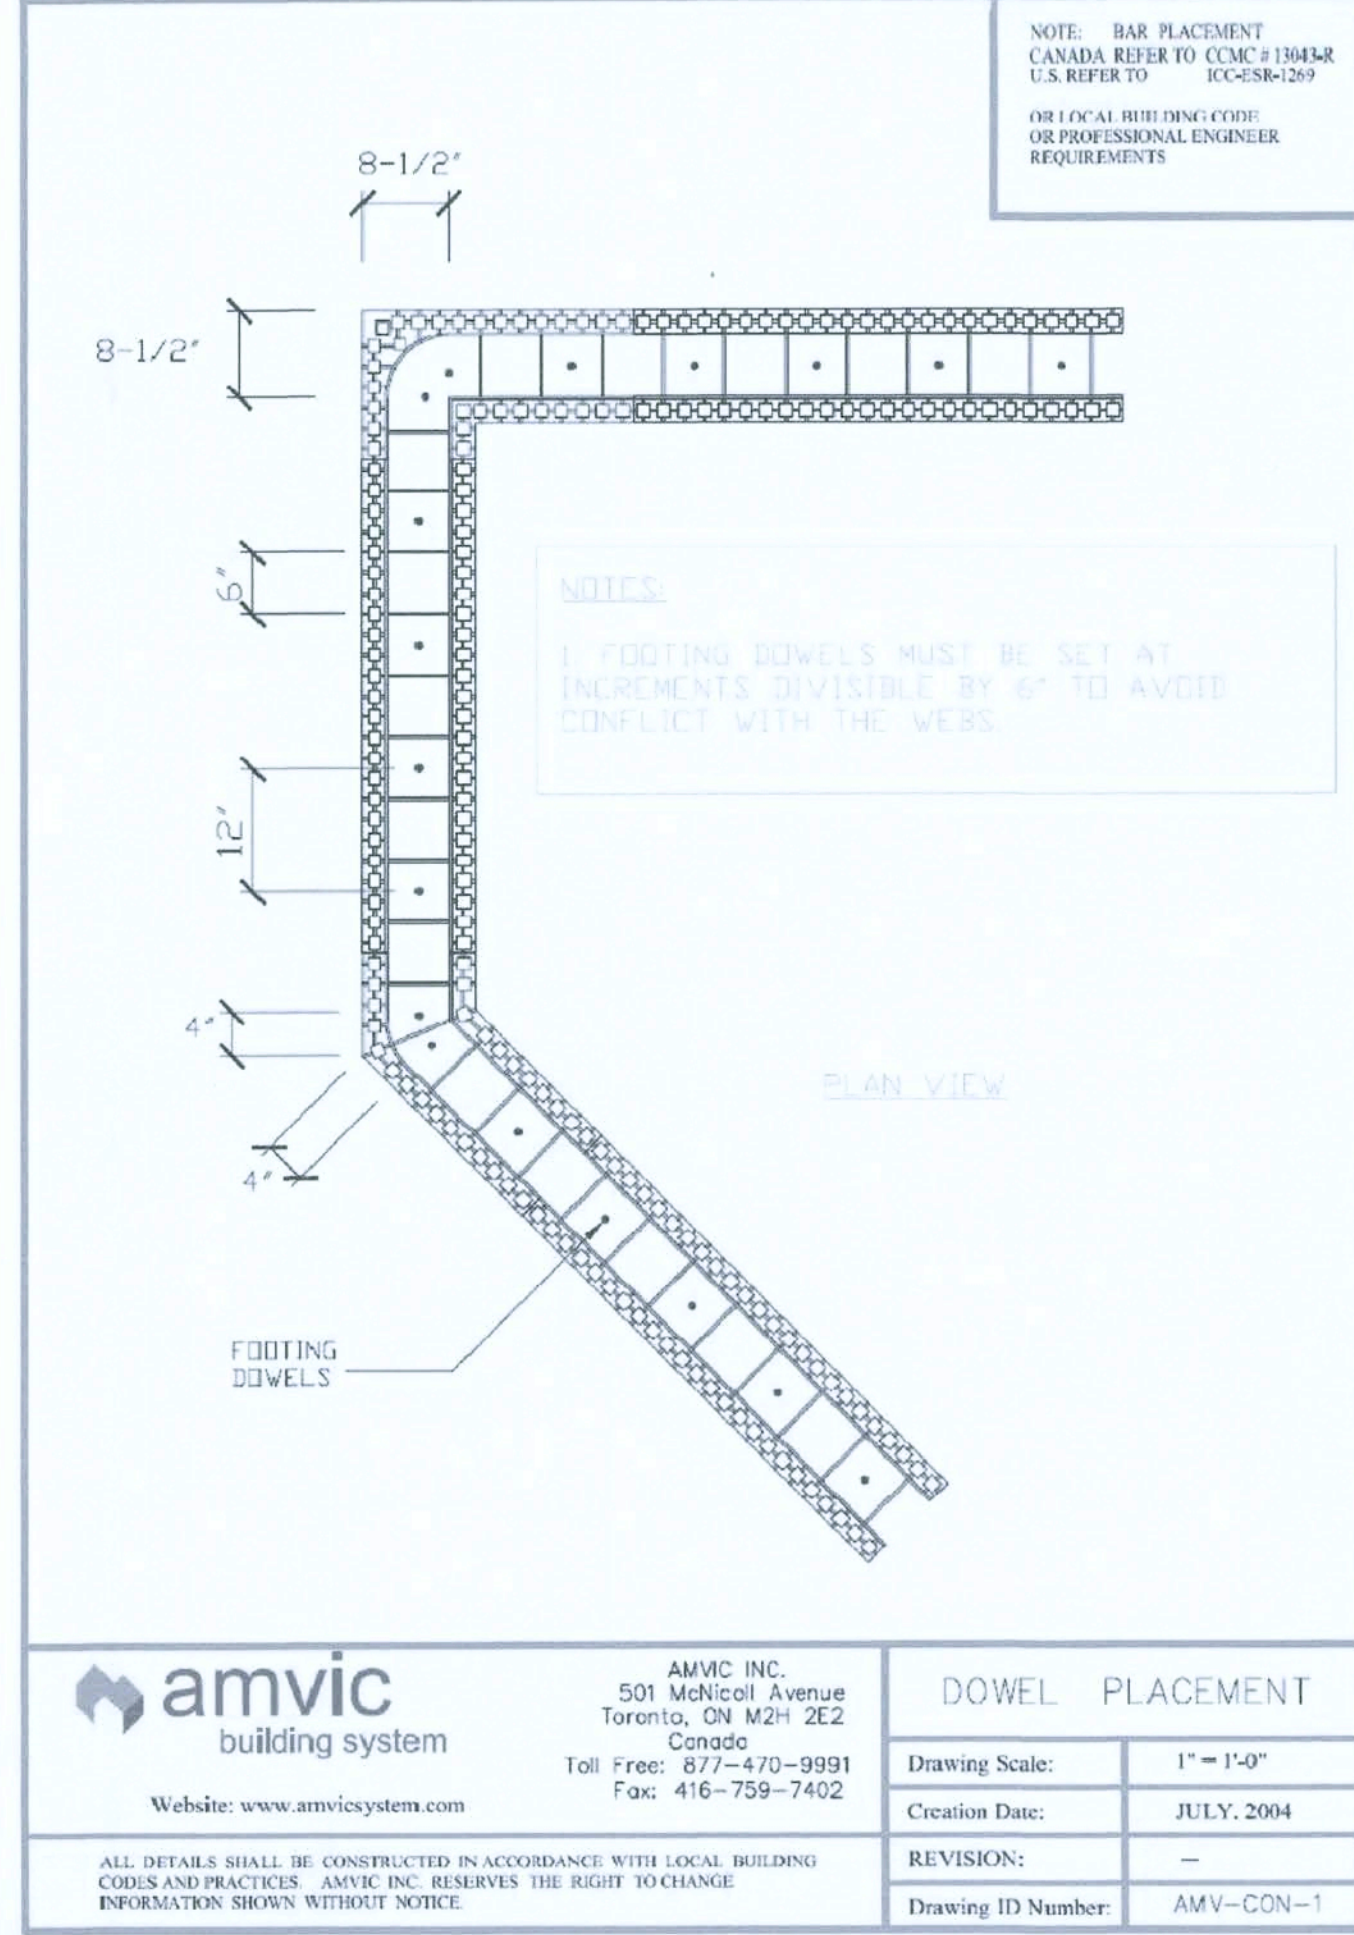 NOTE: BAR PLACEMENT
CANADA REFER TO CCMC # 13043-R
U.S. REFER TO ICC-ESR-1269
OR LOCAL BUILDING CODE
OR PROFESSIONAL ENGINEER
REQUIREMENTS
8-1/2"
8-1/2"
6"
NOTES:
1. FOOTING DOWELS MUST BE SET AT
INCREMENTS DIVISIBLE BY 6" TO AVOID
CONFLICT WITH THE WEBS.
12"
4"
PLAN VIEW
4"
FOOTING
DOWELS
amvic
building system
Website: www.amvicsystem.com
AMVIC INC.
501 McNicoll Avenue
Toronto, ON M2H 2E2
Canada
Toll Free: 877-470-9991
Fax: 416-759-7402
ALL DETAILS SHALL BE CONSTRUCTED IN ACCORDANCE WITH LOCAL BUILDING
CODES AND PRACTICES. AMVIC INC. RESERVES THE RIGHT TO CHANGE
INFORMATION SHOWN WITHOUT NOTICE.
DOWEL PLACEMENT
Drawing Scale: 1" = 1'-0"
Creation Date: JULY. 2004
REVISION: —
Drawing ID Number: AMV-CON-1